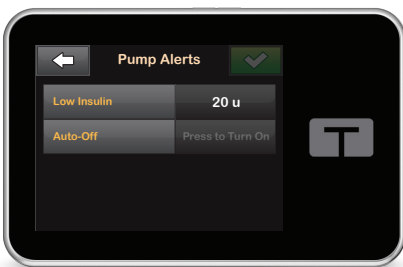 Pump Alerts
Low Insulin
20 u
Auto-Off
Press to Turn On